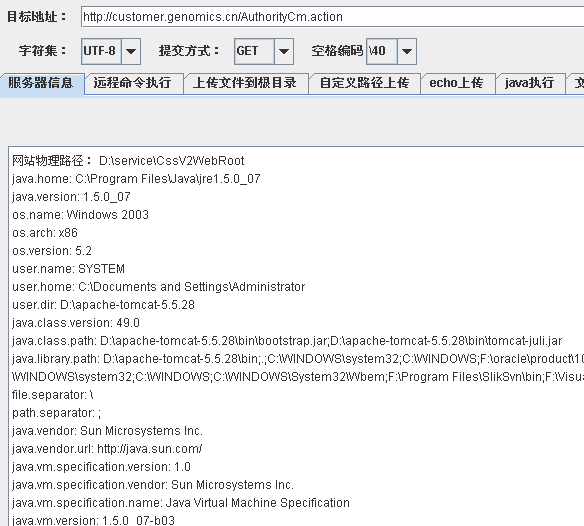 目标地址： http://customer.genomics.cn/AuthorityCm.action
字符集： UTF-8 提交方式： GET 空格编码 \40
服务器信息 远程命令执行 上传文件到根目录 自定义路径上传 echo上传 java执行
网站物理路径： D:\service\CssV2WebRoot
java.home: C:\Program Files\Java\jre1.5.0_07
java.version: 1.5.0_07
os.name: Windows 2003
os.arch: x86
os.version: 5.2
user.name: SYSTEM
user.home: C:\Documents and Settings\Administrator
user.dir: D:\apache-tomcat-5.5.28
java.class.version: 49.0
java.class.path: D:\apache-tomcat-5.5.28\bin\bootstrap.jar;D:\apache-tomcat-5.5.28\bin\tomcat-juli.jar
java.library.path: D:\apache-tomcat-5.5.28\bin;.;C:\WINDOWS\system32;C:\WINDOWS;F:\oracle\product\10
WINDOWS\system32;C:\WINDOWS;C:\WINDOWS\System32\Wbem;F:\Program Files\SlikSvn\bin;F:\Visua
file.separator: \
path.separator: ;
java.vendor: Sun Microsystems Inc.
java.vendor.url: http://java.sun.com/
java.vm.specification.version: 1.0
java.vm.specification.vendor: Sun Microsystems Inc.
java.vm.specification.name: Java Virtual Machine Specification
java.vm.version: 1.5.0_07-b03